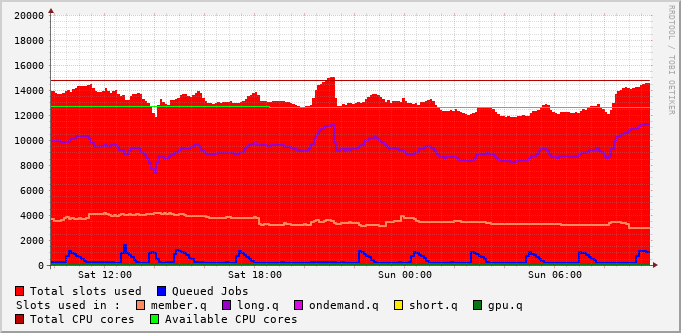 20000
18000
16000
14000
12000
10000
8000
6000
4000
2000
0
Sat 12:00 Sat 18:00 Sun 00:00 Sun 06:00
Total slots used Queued Jobs
Slots used in : member.q long.q ondemand.q short.q gpu.q
Total CPU cores Available CPU cores
RRDTOOL / TOBI OETIKER